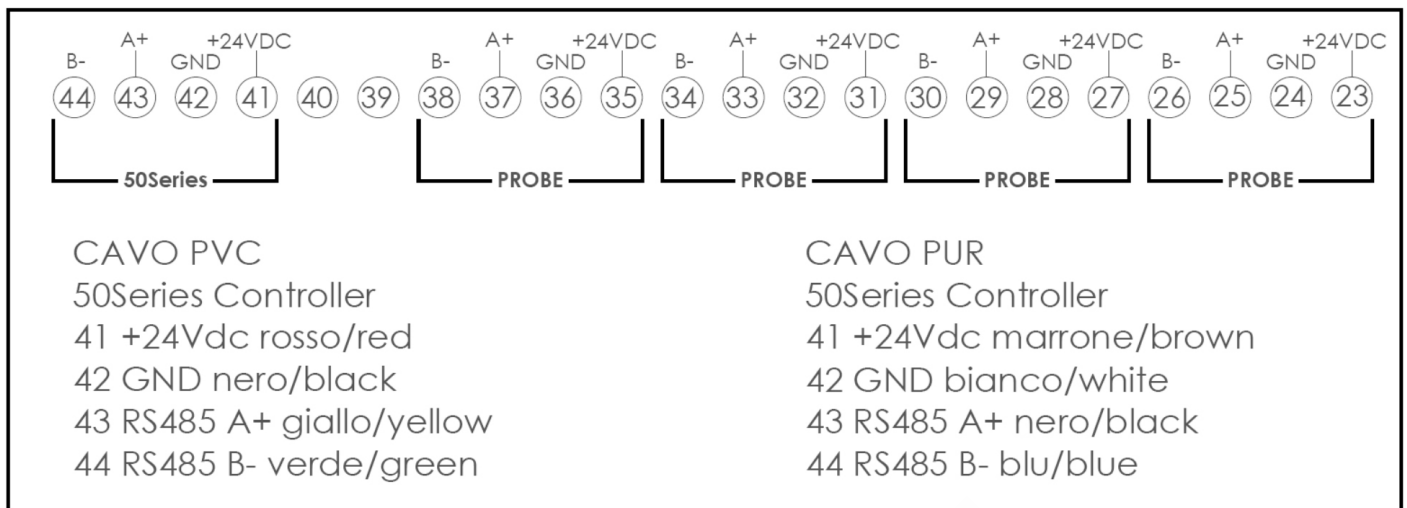 A+ +24VDC A+ +24VDC A+ +24VDC A+ +24VDC A+ +24VDC
B- GND B- GND B- GND B- GND B- GND
44 43 42 41 40 39 38 37 36 35 34 33 32 31 30 29 28 27 26 25 24 23
50Series PROBE PROBE PROBE PROBE
CAVO PVC
50Series Controller
41 +24Vdc rosso/red
42 GND nero/black
43 RS485 A+ giallo/yellow
44 RS485 B- verde/green
CAVO PUR
50Series Controller
41 +24Vdc marrone/brown
42 GND bianco/white
43 RS485 A+ nero/black
44 RS485 B- blu/blue